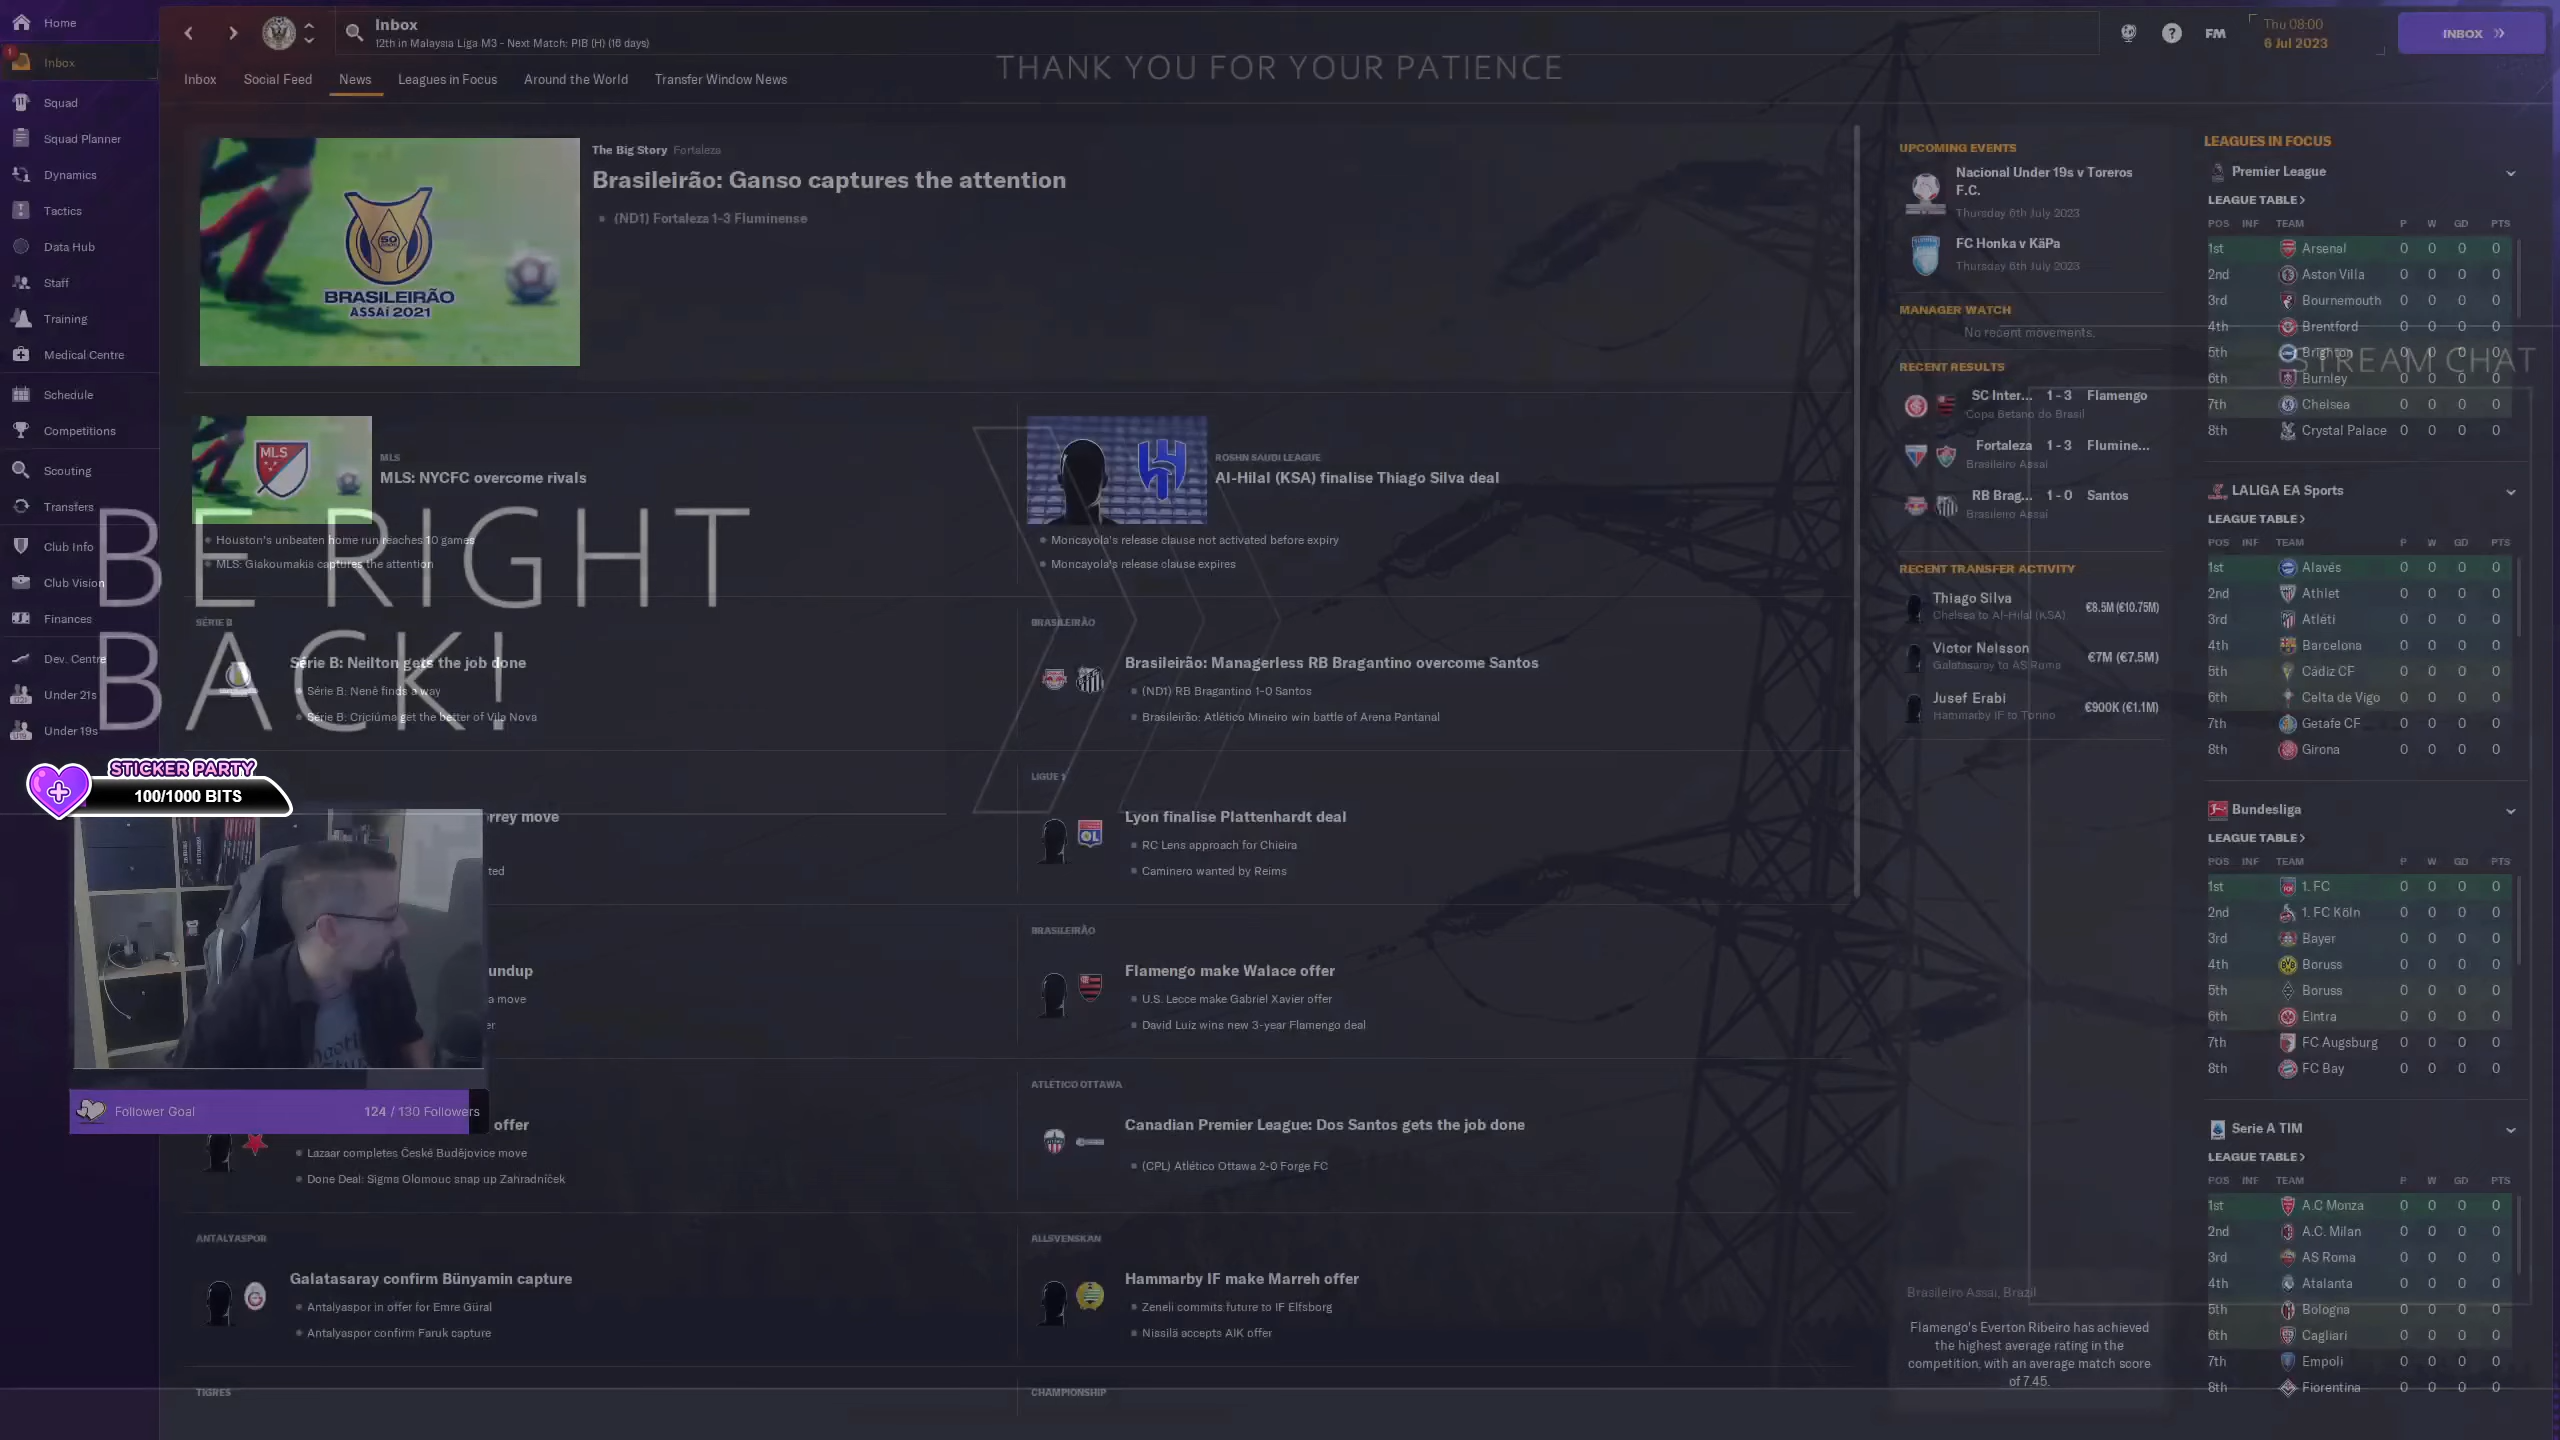 Home
Inbox
Squad
Squad Planner
Dynamics
Tactics
Data Hub
Staff
Training
Medical Centre
Schedule
Competitions
Scouting
Transfers
Club Info
Club Vision
Finances
Dev. Centre
Under 21s
Under 19s
Inbox
12th in Malaysia Liga M3 - Next Match: PIB (H) (18 days)
FM
Thu 08:00
6 Jul 2023
INBOX
Inbox Social Feed News Leagues in Focus Around the World Transfer Window News
THANK YOU FOR YOUR PATIENCE
BE RIGHT
BACK!
STREAM CHAT
BRASILEIRÃO
ASSAÍ 2021
The Big Story Fortaleza
Brasileirão: Ganso captures the attention
(ND1) Fortaleza 1-3 Fluminense
MLS
MLS
MLS: NYCFC overcome rivals
Houston's unbeaten home run reaches 10 games
MLS: Giakoumakis captures the attention
ROSHN SAUDI LEAGUE
Al-Hilal (KSA) finalise Thiago Silva deal
Moncayola's release clause not activated before expiry
Moncayola's release clause expires
SÉRIE B
Série B: Neilton gets the job done
Série B: Nenê finds a way
Série B: Criciúma get the better of Vila Nova
BRASILEIRÃO
Brasileirão: Managerless RB Bragantino overcome Santos
(ND1) RB Bragantino 1-0 Santos
Brasileirão: Atlético Mineiro win battle of Arena Pantanal
STICKER PARTY
100/1000 BITS
rrey move
ted
LIGUE 1
Lyon finalise Plattenhardt deal
RC Lens approach for Chieira
Caminero wanted by Reims
undup
a move
er
BRASILEIRÃO
Flamengo make Walace offer
U.S. Lecce make Gabriel Xavier offer
David Luiz wins new 3-year Flamengo deal
Follower Goal 124 / 130 Followers
offer
Lazaar completes České Budějovice move
Done Deal: Sigma Olomouc snap up Zahradníček
ATLÉTICO OTTAWA
Canadian Premier League: Dos Santos gets the job done
(CPL) Atlético Ottawa 2-0 Forge FC
ANTALYASPOR
Galatasaray confirm Bünyamin capture
Antalyaspor in offer for Emre Güral
Antalyaspor confirm Faruk capture
ALLSVENSKAN
Hammarby IF make Marreh offer
Zeneli commits future to IF Elfsborg
Nissilä accepts AIK offer
TIGRES
CHAMPIONSHIP
UPCOMING EVENTS
Nacional Under 19s v Toreros
F.C.
Thursday 6th July 2023
FC Honka v KäPa
Thursday 6th July 2023
MANAGER WATCH
No recent movements.
RECENT RESULTS
SC Inter... 1 - 3 Flamengo
Copa Betano do Brasil
Fortaleza 1 - 3 Flumine...
Brasileiro Assaí
RB Brag... 1 - 0 Santos
Brasileiro Assaí
RECENT TRANSFER ACTIVITY
Thiago Silva €8.5M (€10.75M)
Chelsea to Al-Hilal (KSA)
Victor Nelsson €7M (€7.5M)
Galatasaray to AS Roma
Jusef Erabi €900K (€1.1M)
Hammarby IF to Torino
Brasileiro Assaí, Brazil
Flamengo's Everton Ribeiro has achieved
the highest average rating in the
competition, with an average match score
of 7.45.
LEAGUES IN FOCUS
Premier League
LEAGUE TABLE >
POS INF TEAM P W GD PTS
1st Arsenal 0 0 0 0
2nd Aston Villa 0 0 0 0
3rd Bournemouth 0 0 0 0
4th Brentford 0 0 0 0
5th Brighton 0 0 0 0
6th Burnley 0 0 0 0
7th Chelsea 0 0 0 0
8th Crystal Palace 0 0 0 0
LALIGA EA Sports
LEAGUE TABLE >
POS INF TEAM P W GD PTS
1st Alavés 0 0 0 0
2nd Athlet 0 0 0 0
3rd Atléti 0 0 0 0
4th Barcelona 0 0 0 0
5th Cádiz CF 0 0 0 0
6th Celta de Vigo 0 0 0 0
7th Getafe CF 0 0 0 0
8th Girona 0 0 0 0
Bundesliga
LEAGUE TABLE >
POS INF TEAM P W GD PTS
1st 1. FC 0 0 0 0
2nd 1. FC Köln 0 0 0 0
3rd Bayer 0 0 0 0
4th Boruss 0 0 0 0
5th Boruss 0 0 0 0
6th Eintra 0 0 0 0
7th FC Augsburg 0 0 0 0
8th FC Bay 0 0 0 0
Serie A TIM
LEAGUE TABLE >
POS INF TEAM P W GD PTS
1st A.C Monza 0 0 0 0
2nd A.C. Milan 0 0 0 0
3rd AS Roma 0 0 0 0
4th Atalanta 0 0 0 0
5th Bologna 0 0 0 0
6th Cagliari 0 0 0 0
7th Empoli 0 0 0 0
8th Fiorentina 0 0 0 0